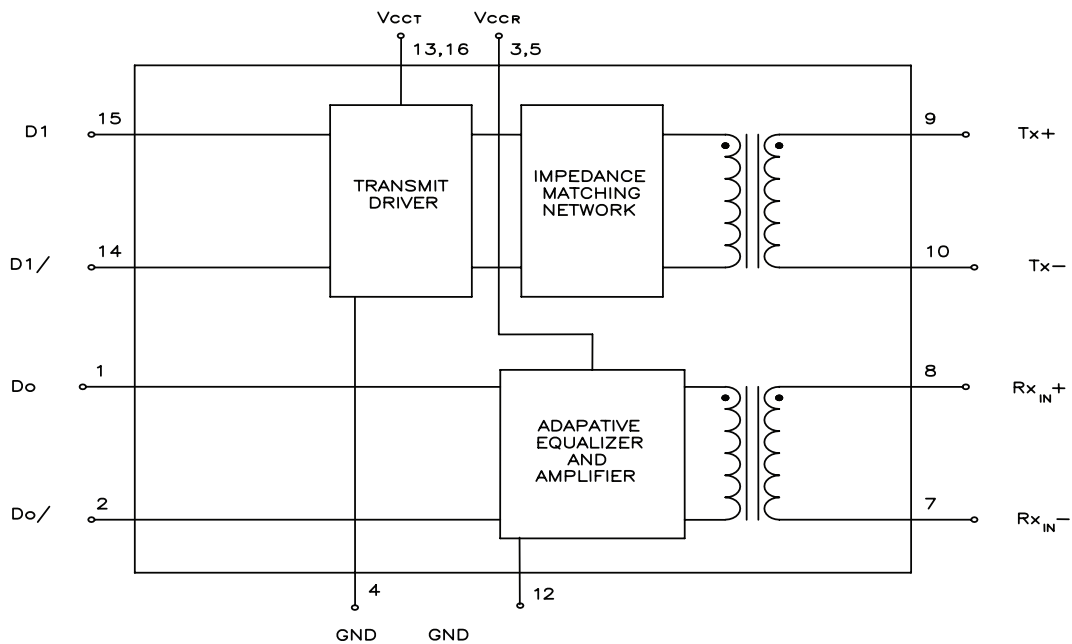 VCCT VCCR
13,16 3,5
D1 15 9 Tx+
TRANSMIT
DRIVER
IMPEDANCE
MATCHING
NETWORK
D1/ 14 10 Tx−
Do 1 8 RxIN+
ADAPATIVE
EQUALIZER
AND
AMPLIFIER
Do/ 2 7 RxIN−
4 12
GND GND